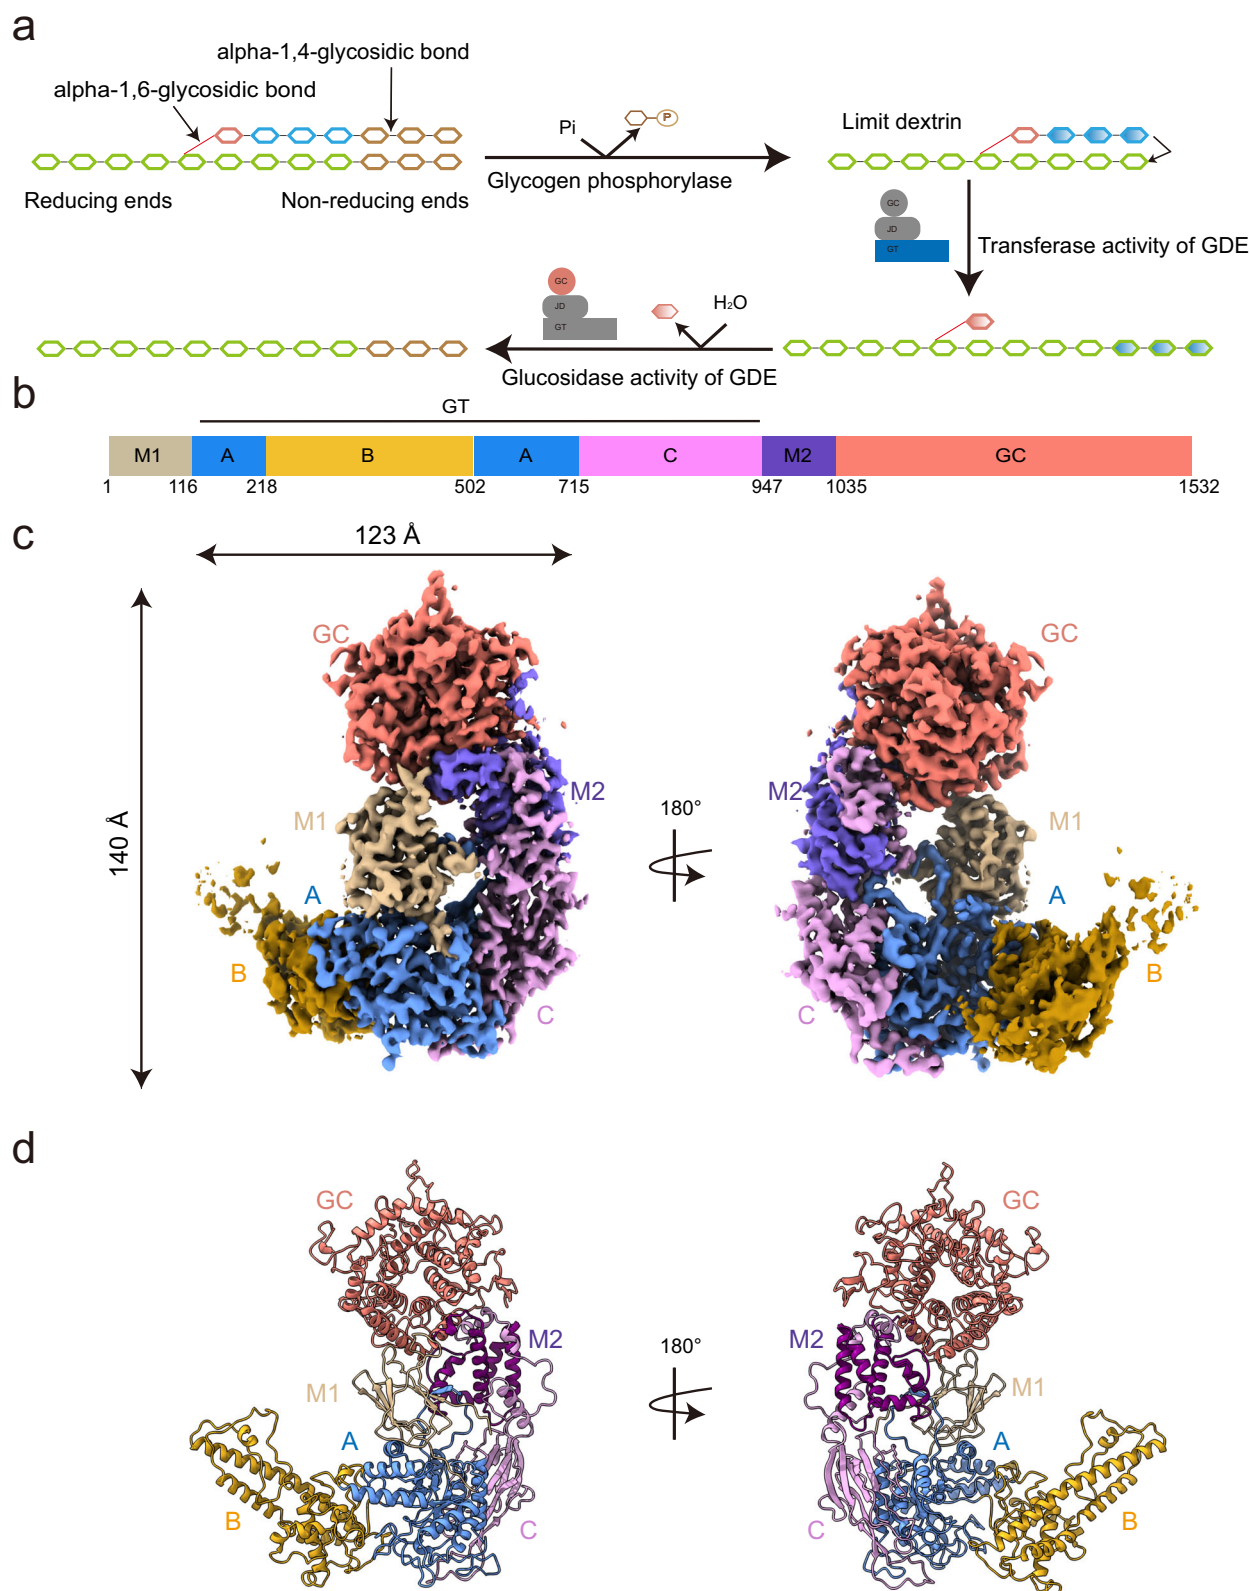 a
alpha-1,4-glycosidic bond
alpha-1,6-glycosidic bond
Pi
P
Limit dextrin
Reducing ends
Non-reducing ends
Glycogen phosphorylase
GC
JD
GT
Transferase activity of GDE
GC
JD
GT
H₂O
Glucosidase activity of GDE
b
GT
M1 A B A C M2 GC
1 116 218 502 715 947 1035 1532
c
123 Å
140 Å
GC
M2
M1
A
B
C
180°
GC
M2
M1
A
B
C
d
GC
M2
M1
A
B
C
180°
GC
M2
M1
A
B
C